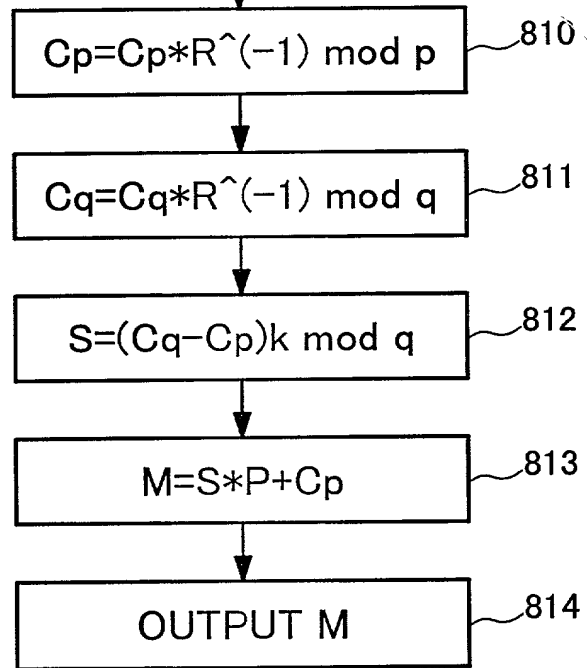 Cp=Cp*R^(-1) mod p
810
Cq=Cq*R^(-1) mod q
811
S=(Cq-Cp)k mod q
812
M=S*P+Cp
813
OUTPUT M
814